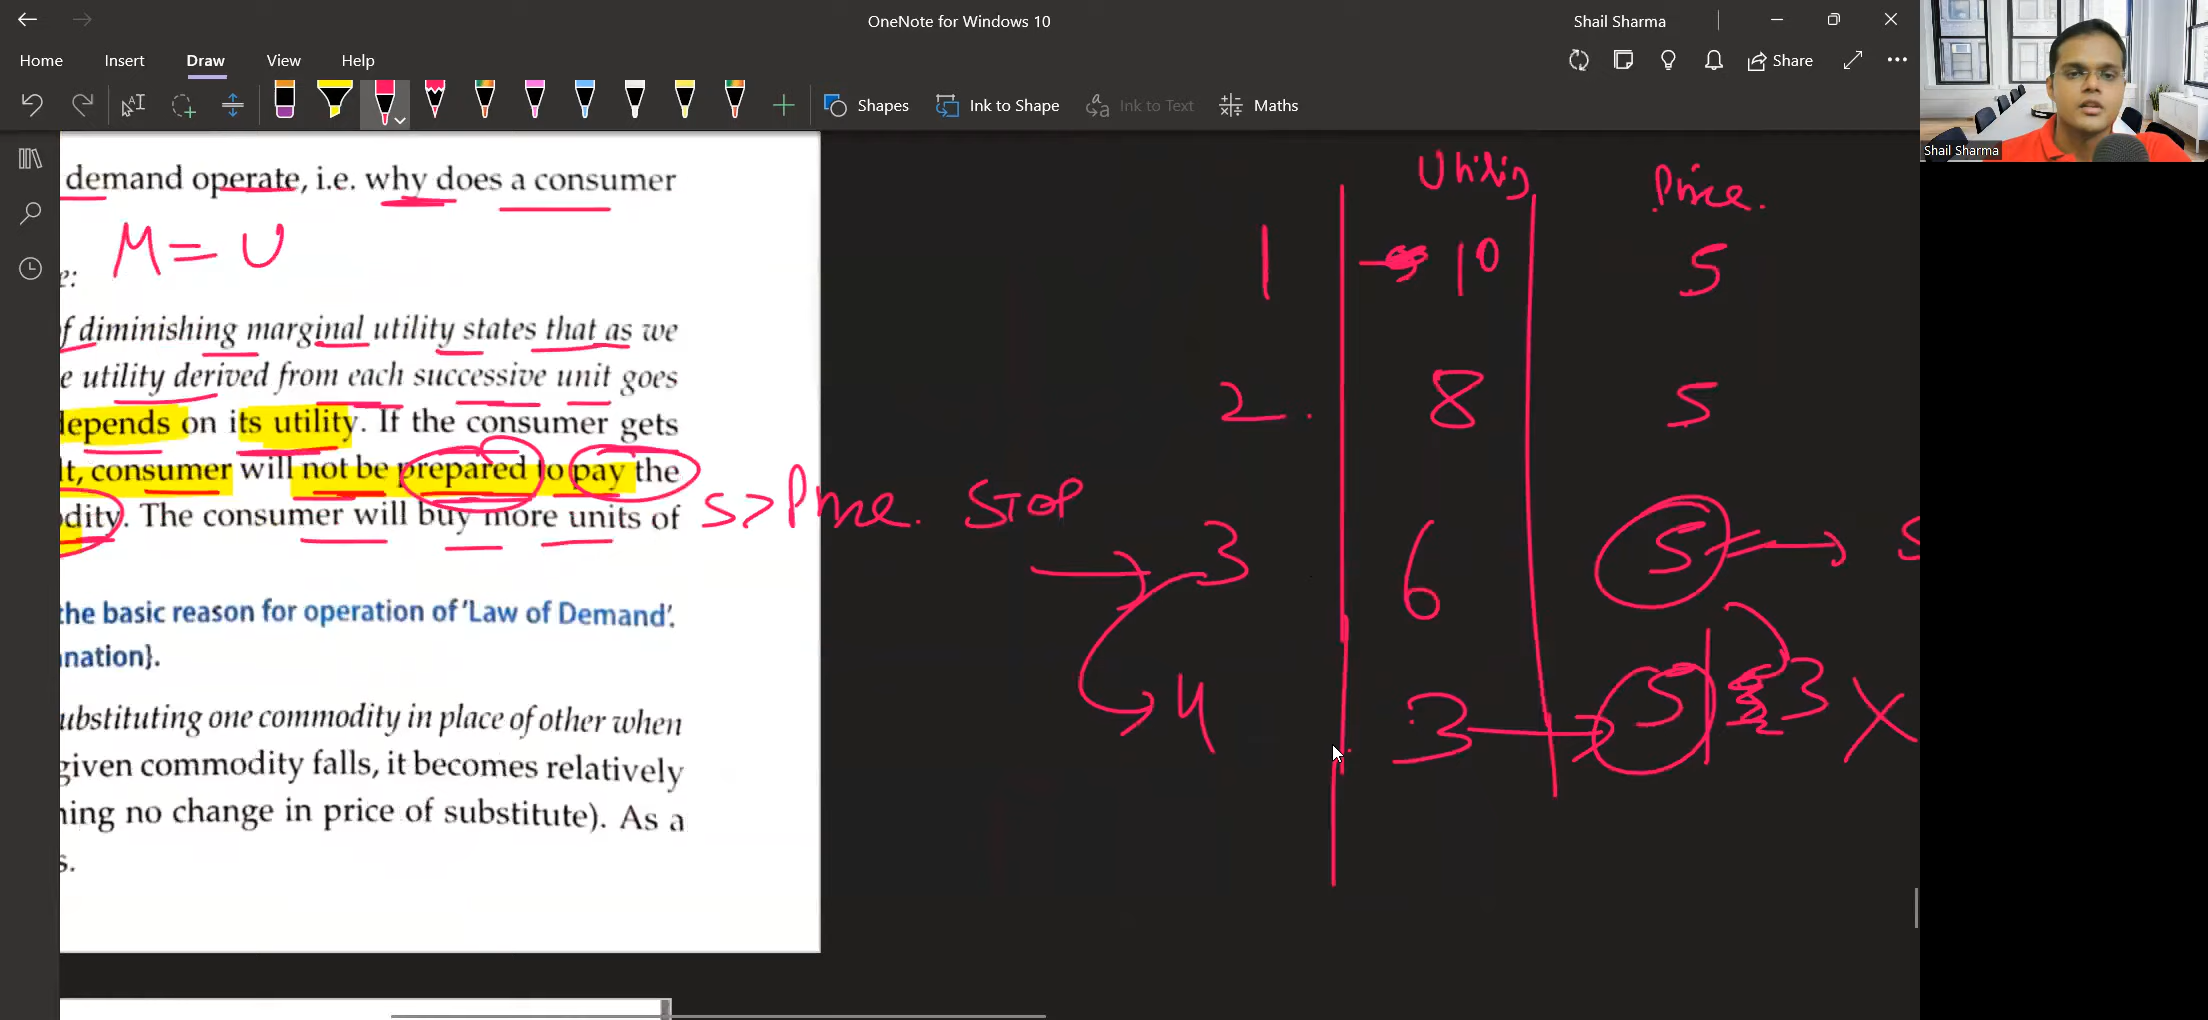 OneNote for Windows 10
Shail Sharma
Home Insert Draw View Help
Share
Shapes Ink to Shape Ink to Text Maths
Shail Sharma
demand operate, i.e. why does a consumer
M = U
e:
f diminishing marginal utility states that as we
e utility derived from each successive unit goes
depends on its utility. If the consumer gets
lt, consumer will not be prepared to pay the
dity. The consumer will buy more units of
S > Price. STOP
the basic reason for operation of 'Law of Demand'.
nation}.
ubstituting one commodity in place of other when
given commodity falls, it becomes relatively
ning no change in price of substitute). As a
s.
Utility Price.
1 10 5
2. 8 5
3 6 5
4 3 5 3 X